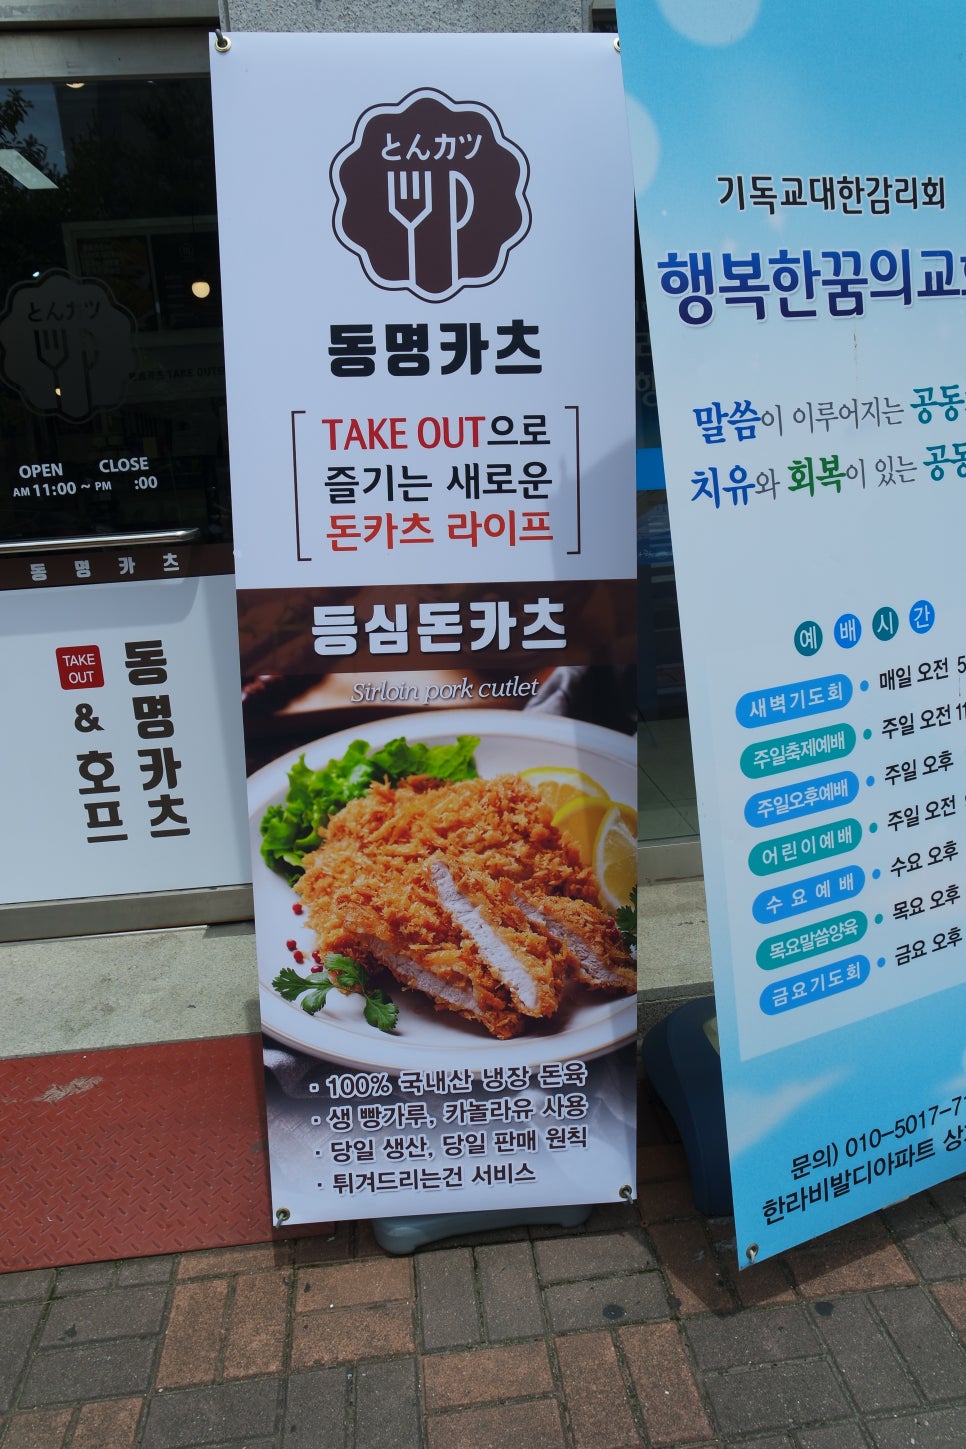 とんカツ
동명카츠
TAKE OUT으로
즐기는 새로운
돈카츠 라이프
등심돈카츠
Sirloin pork cutlet
· 100% 국내산 냉장 돈육
· 생 빵가루, 카놀라유 사용
· 당일 생산, 당일 판매 원칙
· 튀겨드리는건 서비스
とんカツ
OPEN CLOSE
AM 11:00 ~ PM :00
동명카츠
TAKE OUT
동명카츠
& 호프
기독교대한감리회
행복한꿈의교회
말씀이 이루어지는 공동
치유와 회복이 있는 공동
예배시간
새벽기도회 • 매일 오전 5
주일축제예배 • 주일 오전 11
주일오후예배 • 주일 오후
어린이예배 • 주일 오전
수요예배 • 수요 오후
목요말씀양육 • 목요 오후
금요기도회 • 금요 오후
문의) 010-5017-7
한라비발디아파트 상